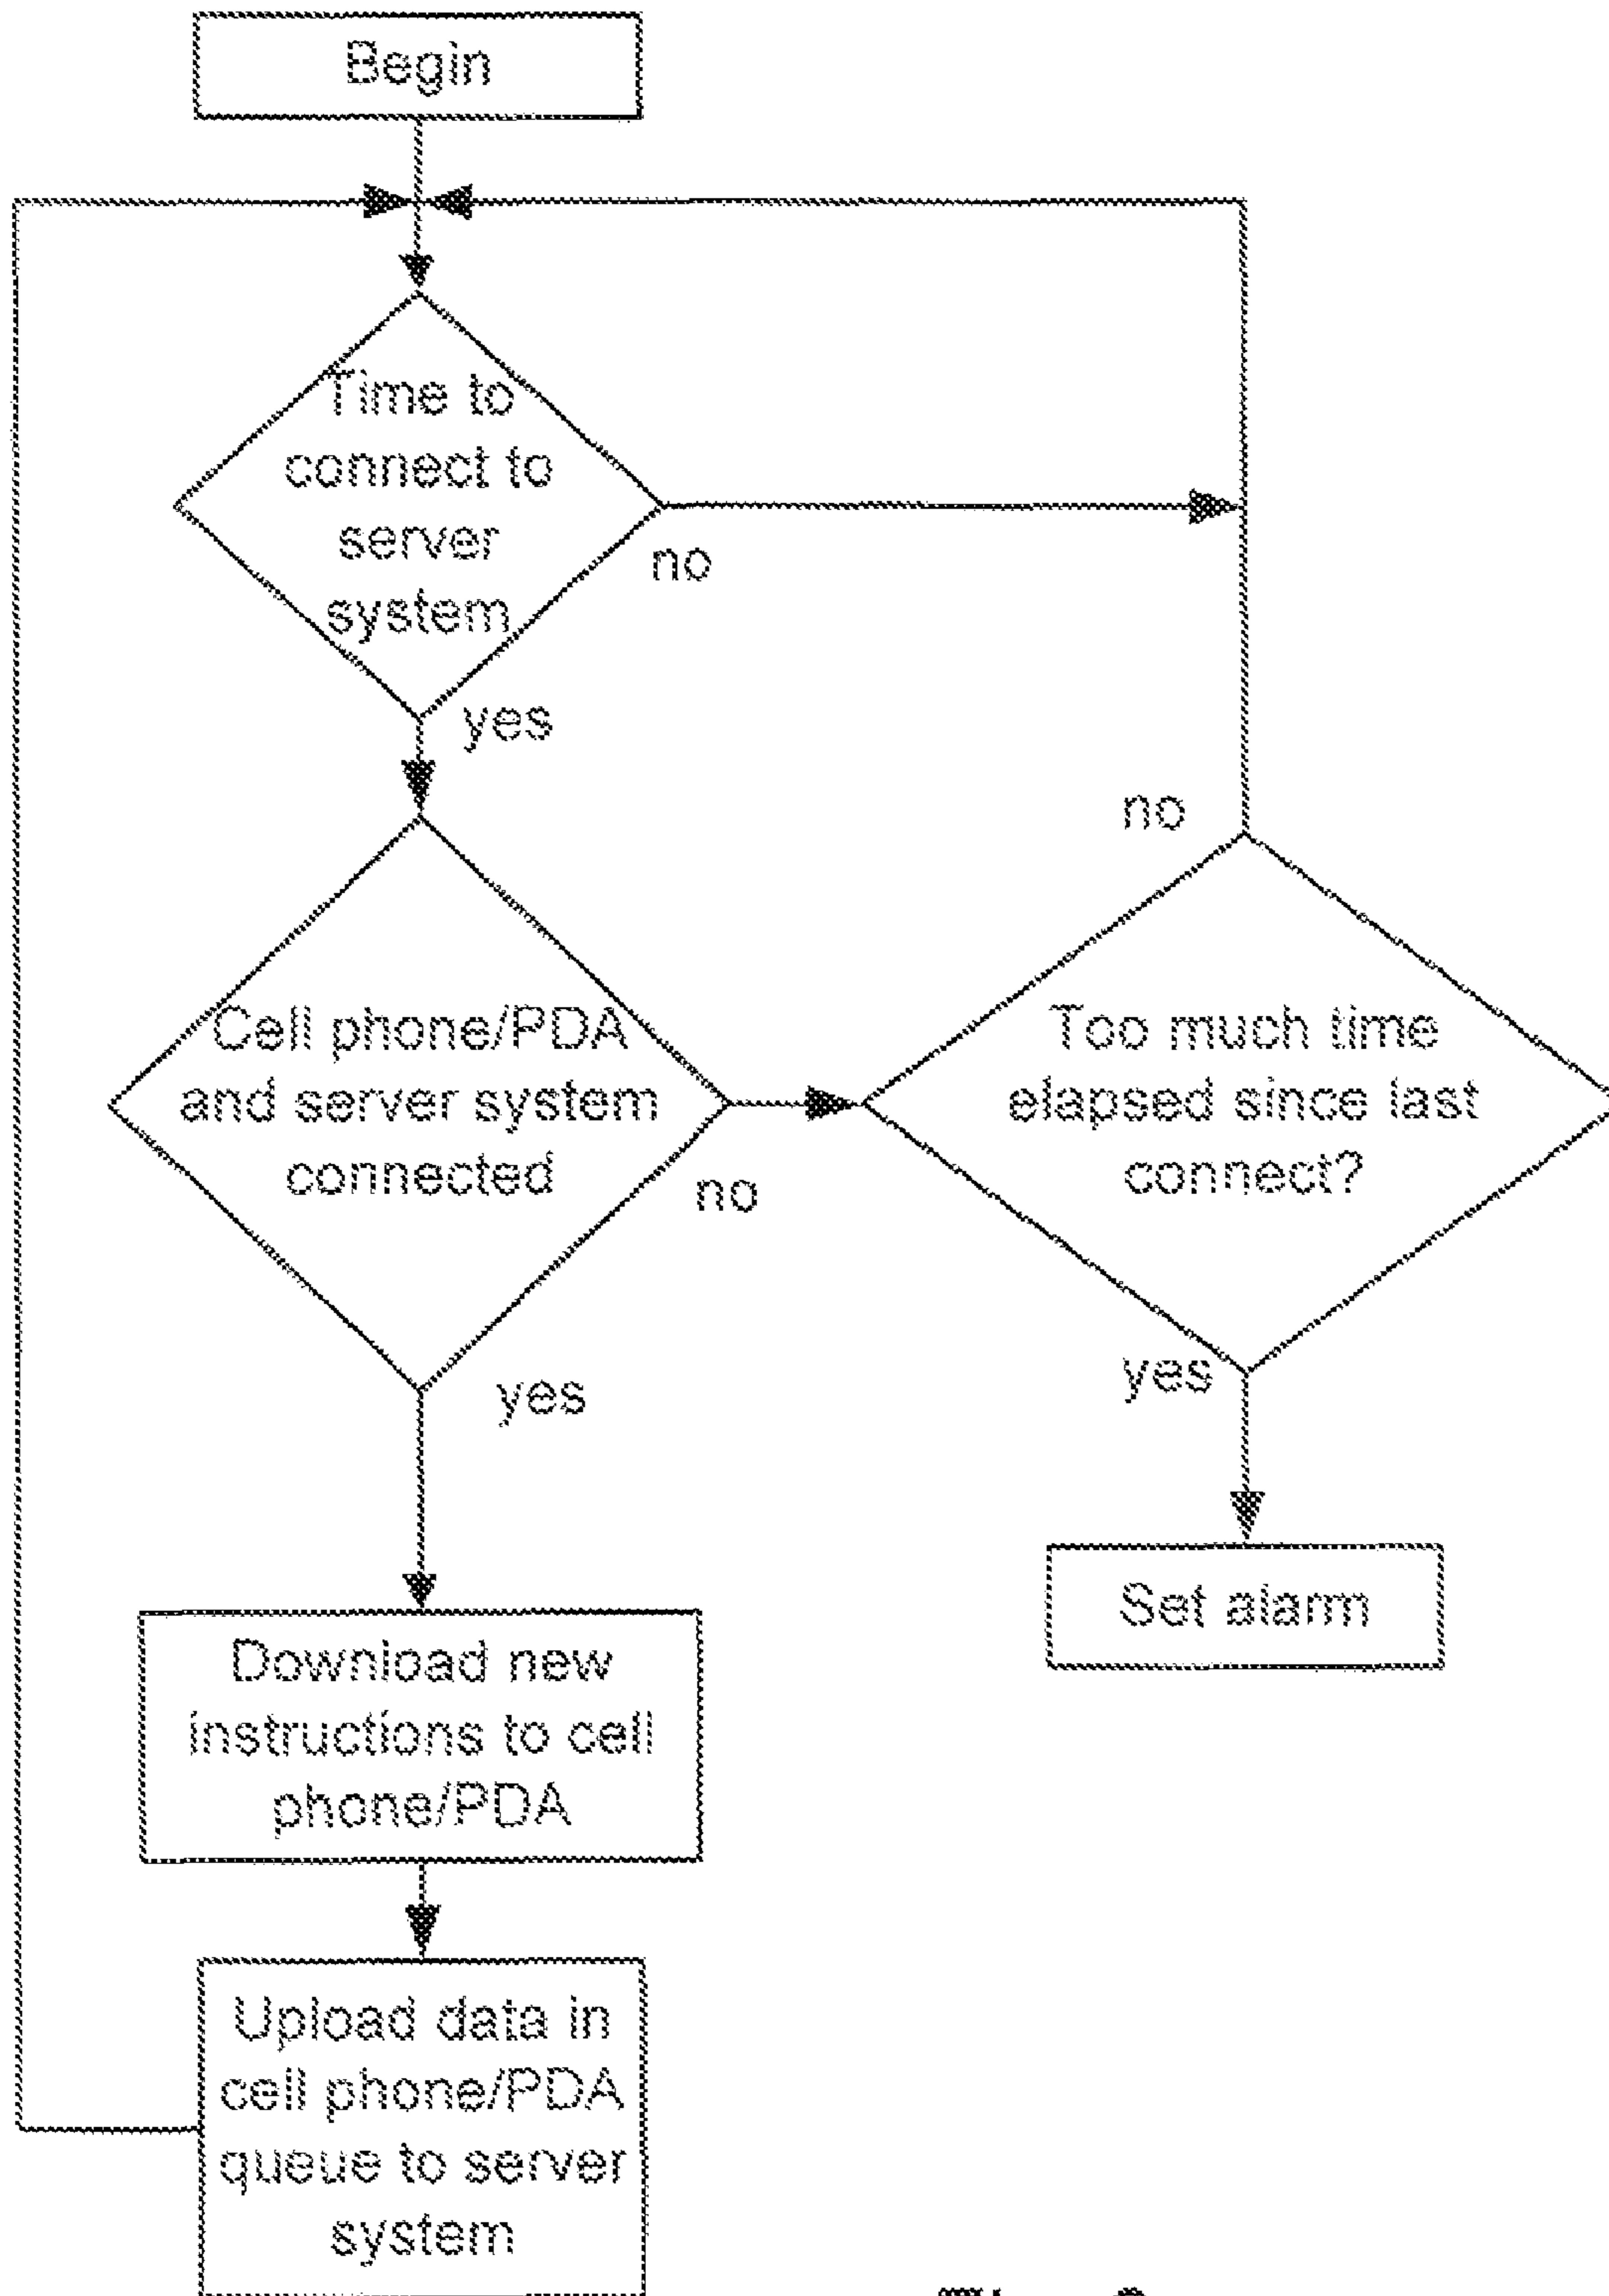 Begin
Time to
connect to
server
system
no
yes
Cell phone/PDA
and server system
connected
no
yes
no
Too much time
elapsed since last
connect?
yes
Set alarm
Download new
instructions to cell
phone/PDA
Upload data in
cell phone/PDA
queue to server
system